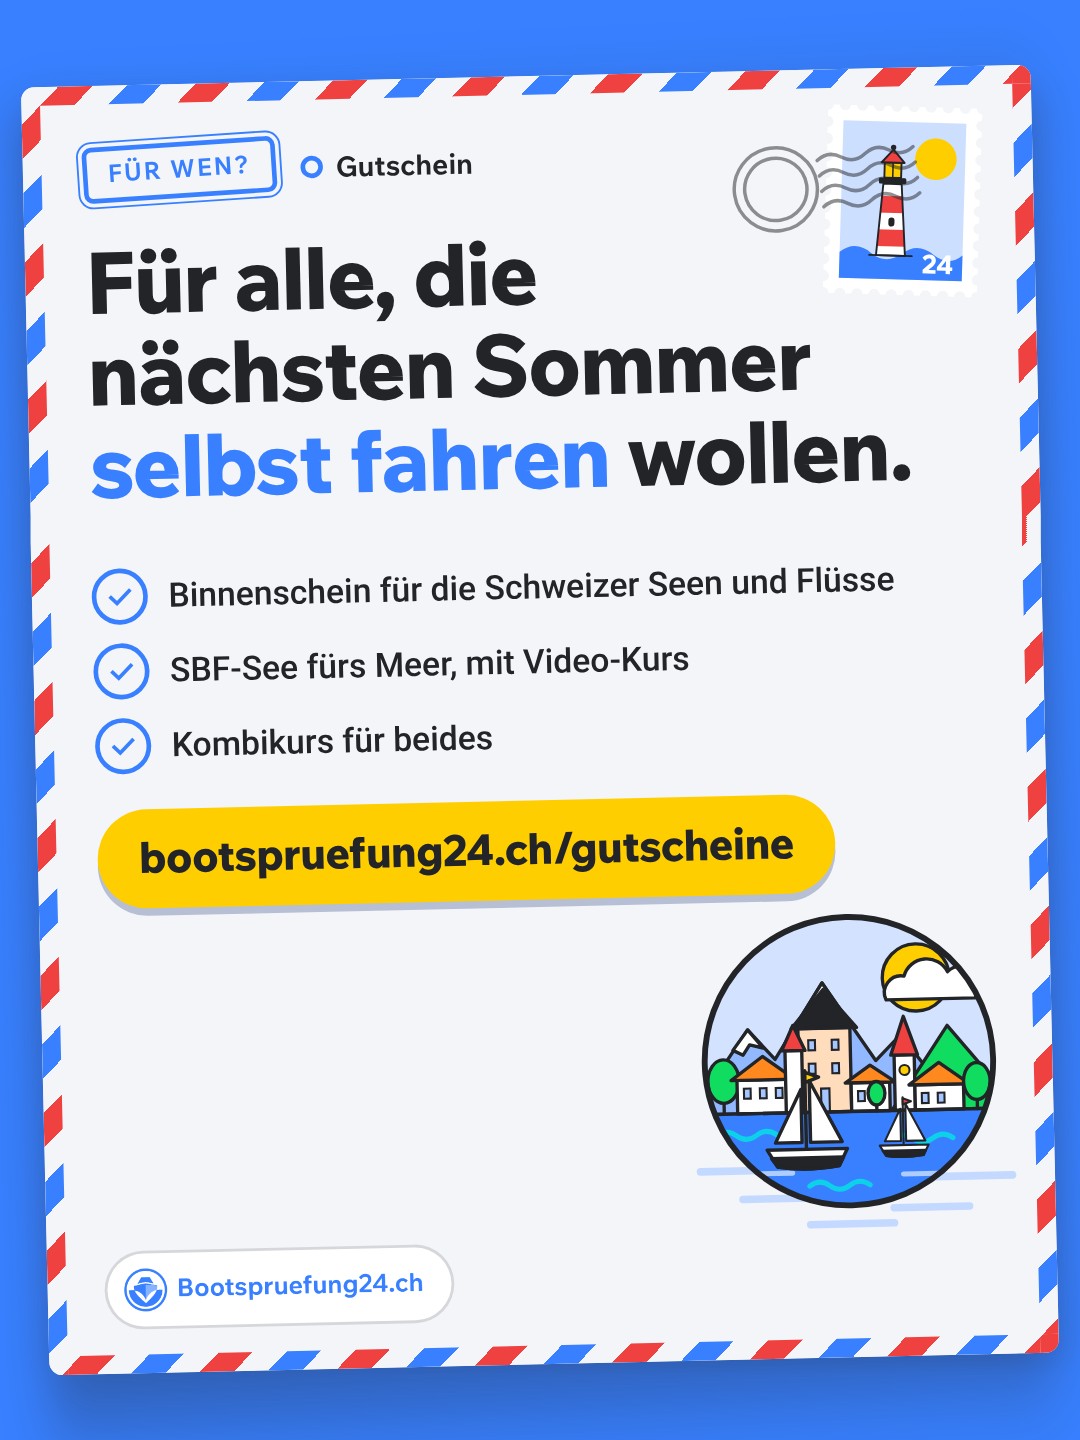 FÜR WEN?
Gutschein
24
Für alle, die
nächsten Sommer
selbst fahren wollen.
Binnenschein für die Schweizer Seen und Flüsse
SBF-See fürs Meer, mit Video-Kurs
Kombikurs für beides
bootspruefung24.ch/gutscheine
Bootspruefung24.ch